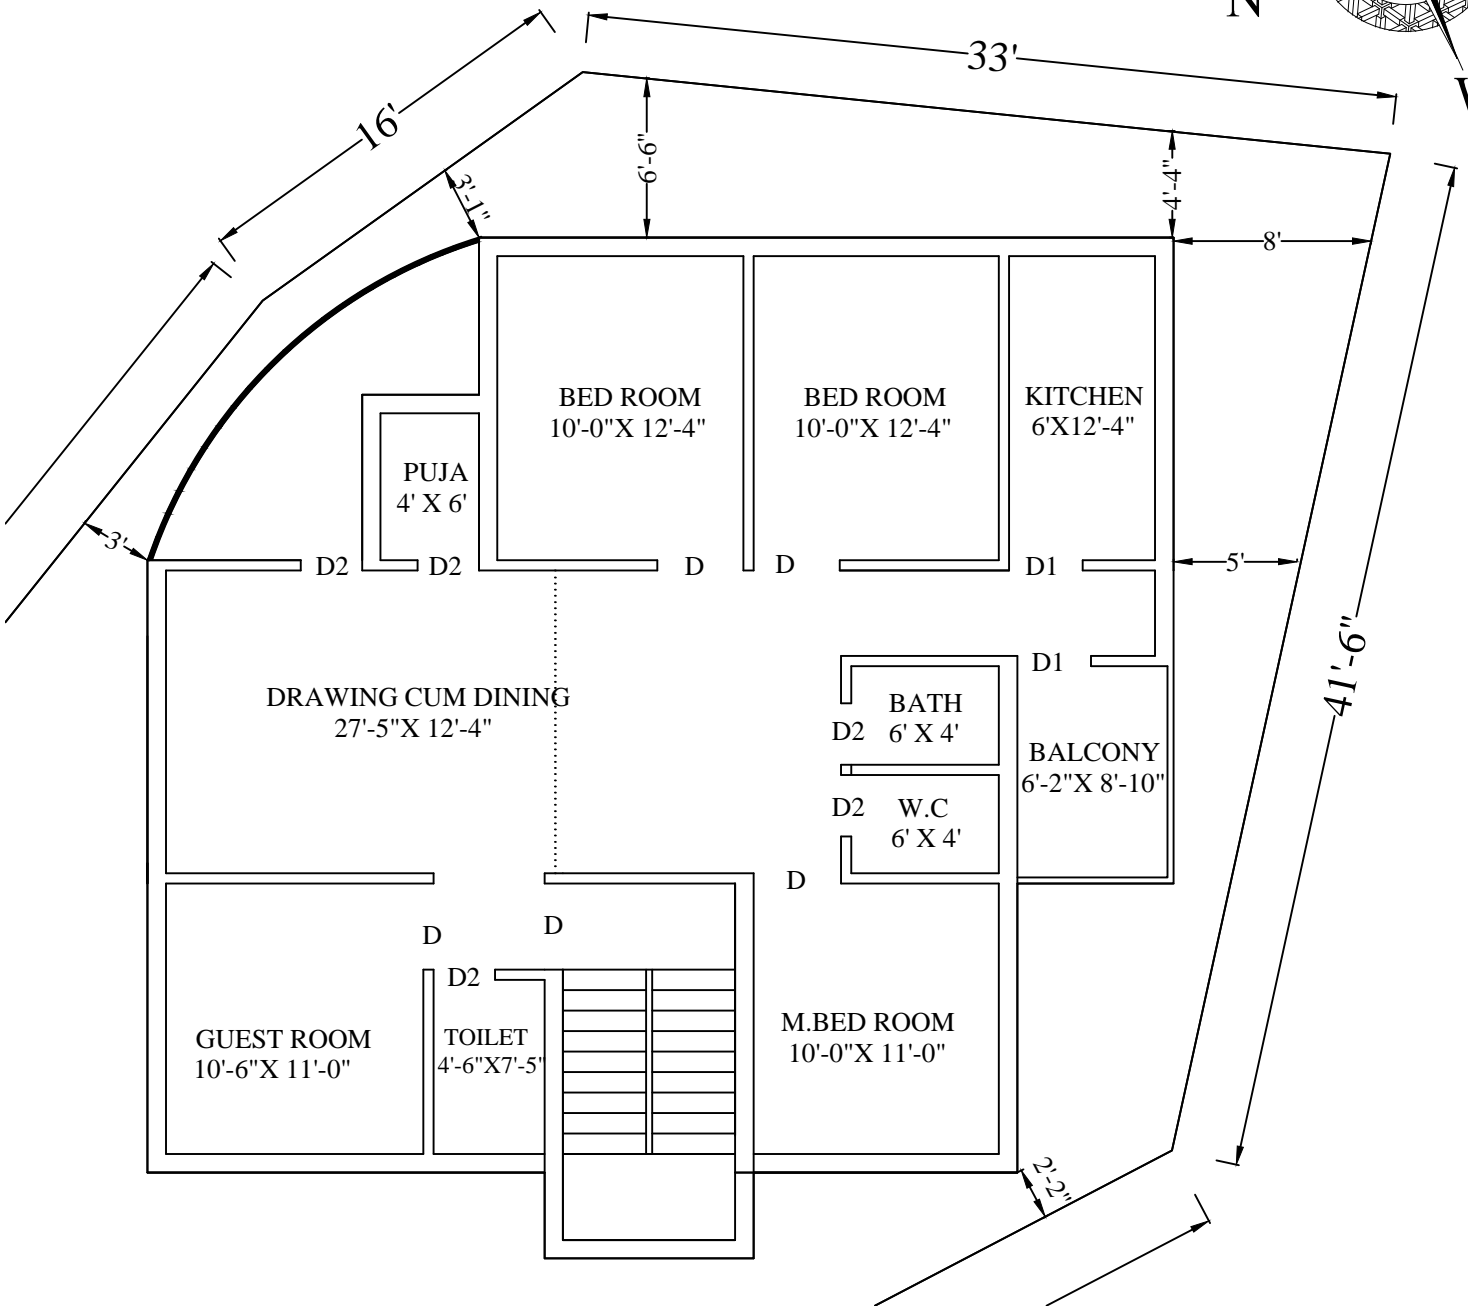 N
33'
16'
6'-6"
3'-1"
4'-4"
8'
BED ROOM
10'-0"X 12'-4"
BED ROOM
10'-0"X 12'-4"
KITCHEN
6'X12'-4"
PUJA
4' X 6'
3'
D2
D2
D
D
D1
5'
41'-6"
D1
DRAWING CUM DINING
27'-5"X 12'-4"
BATH
6' X 4'
D2
BALCONY
6'-2"X 8'-10"
D2
W.C
6' X 4'
D
D
D
D2
GUEST ROOM
10'-6"X 11'-0"
TOILET
4'-6"X7'-5"
M.BED ROOM
10'-0"X 11'-0"
2'-2"